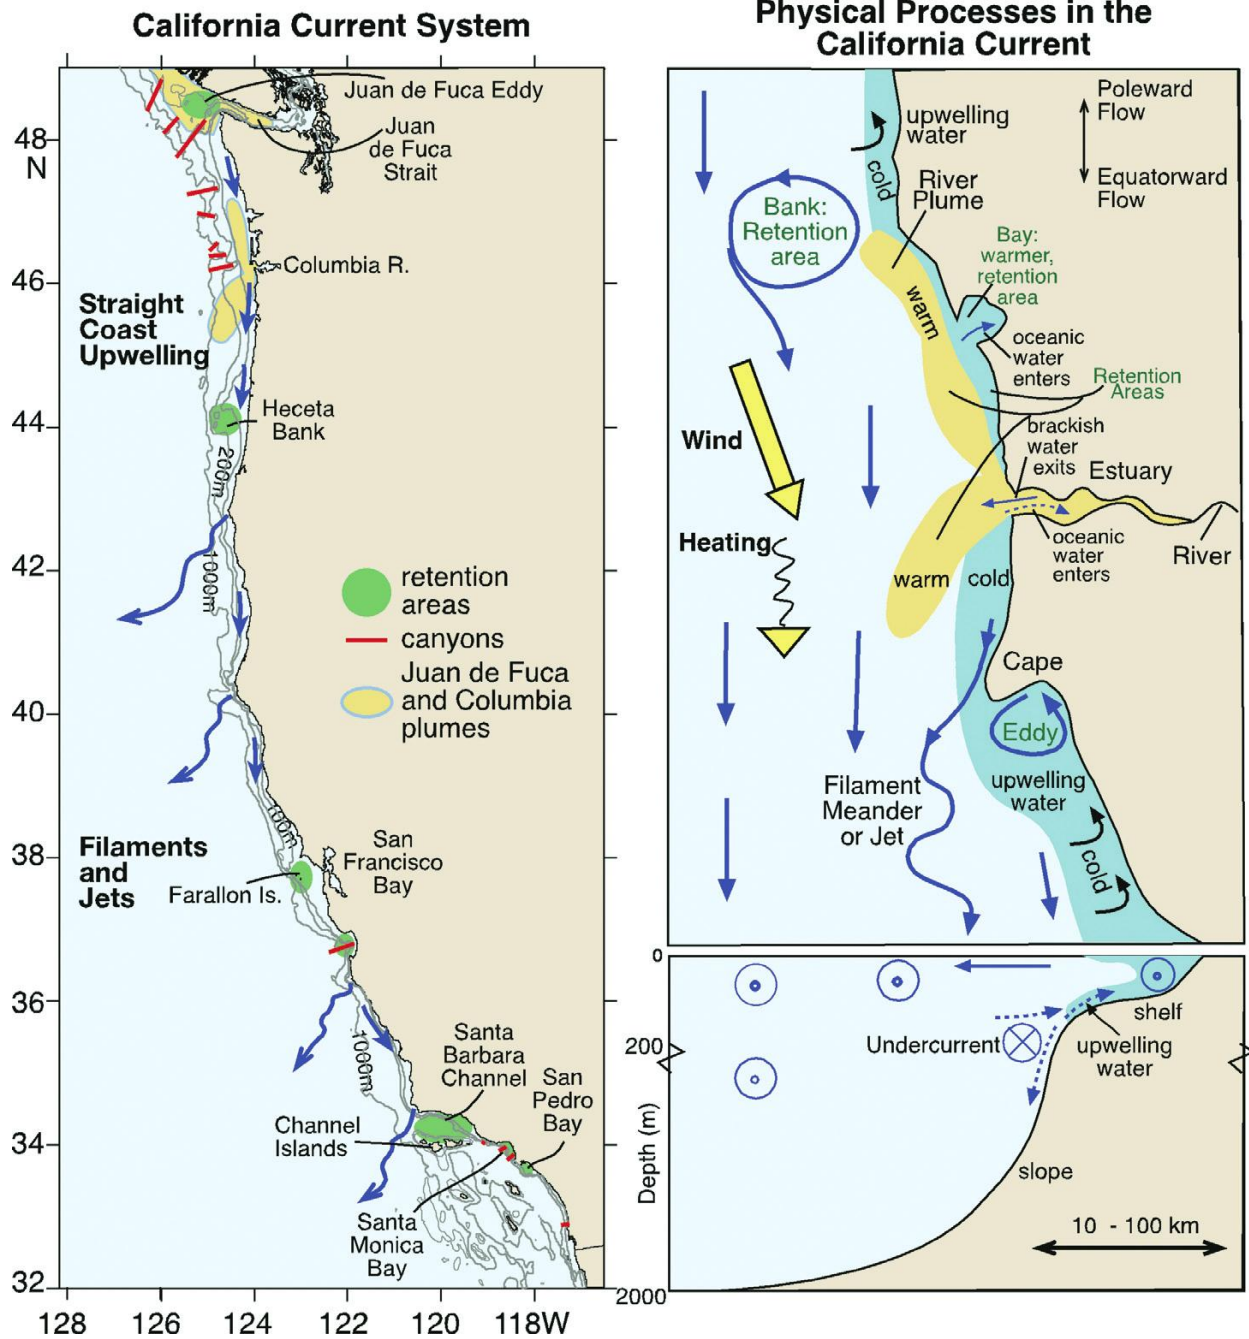 California Current System
Juan de Fuca Eddy
Juan
de Fuca
Strait
48
N
Columbia R.
46
Straight
Coast
Upwelling
Heceta
Bank
44
200m
42
1000m
retention
areas
canyons
Juan de Fuca
and Columbia
plumes
40
100m
San
Francisco
Bay
38
Filaments
and
Jets
Farallon Is.
36
1000m
Santa
Barbara
Channel
San
Pedro
Bay
Channel
Islands
34
Santa
Monica
Bay
32
128
126
124
122
120
118W
Physical Processes in the
California Current
upwelling
water
cold
Poleward
Flow
Equatorward
Flow
River
Plume
Bank:
Retention
area
Bay:
warmer,
retention
area
warm
oceanic
water
enters
Retention
Areas
Wind
brackish
water
exits
Estuary
Heating
oceanic
water
enters
River
warm
cold
Cape
Eddy
upwelling
water
Filament
Meander
or Jet
cold
0
shelf
Undercurrent
200
upwelling
water
Depth (m)
slope
10 - 100 km
2000